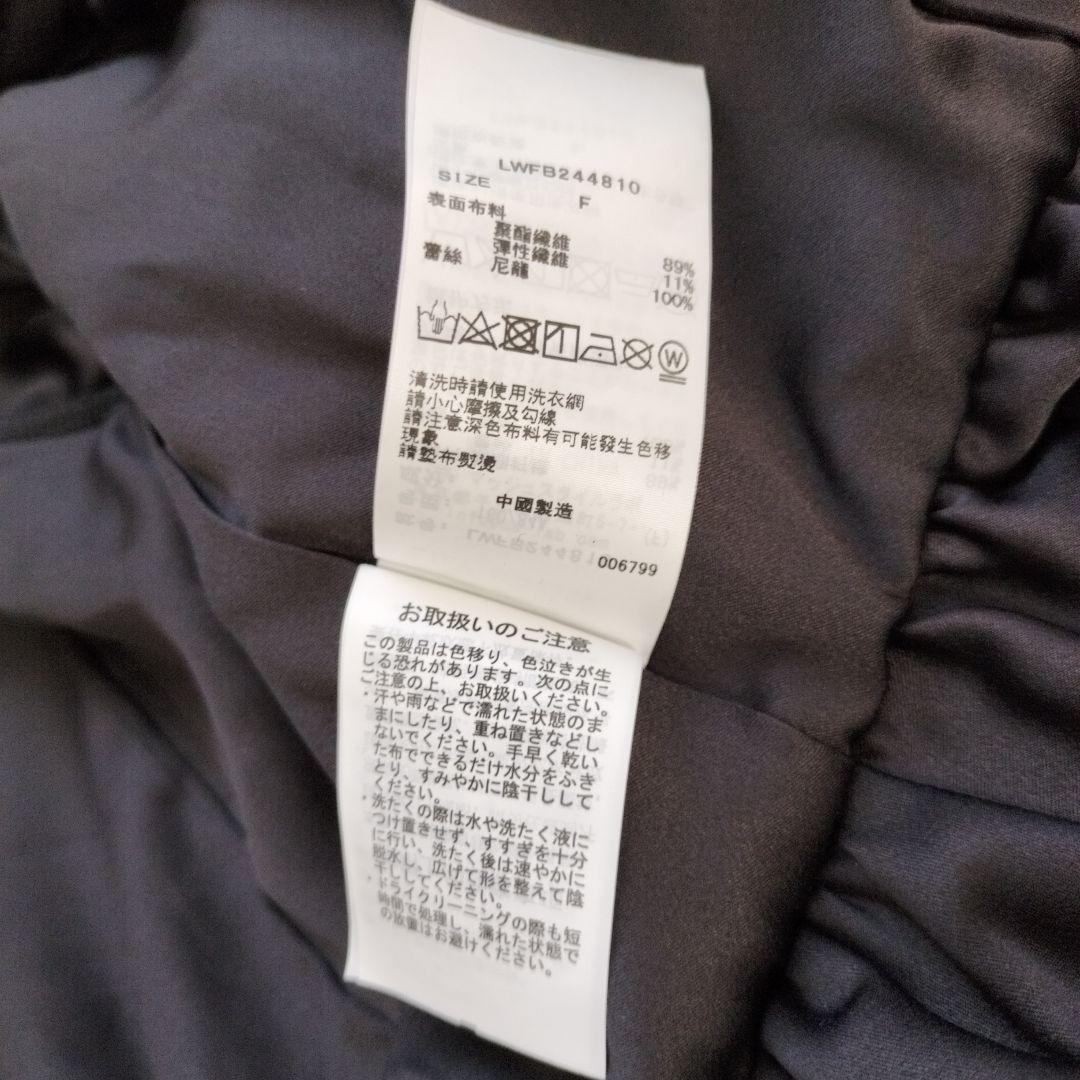 LWFB244810
SIZE F
表面布料
聚酯纖維 89%
彈性纖維 11%
蕾絲 尼龍 100%
W
清洗時請使用洗衣網
請小心摩擦及勾線
請注意深色布料有可能發生色移
現象
請墊布熨燙
中國製造
006799
お取扱いのご注意
この製品は色移り、色泣きが生
じる恐れがあります。次の点に
ご注意の上、お取扱いください。
・汗や雨などで濡れた状態のま
まにしたり、重ね置きなどし
ないでください。手早く乾い
た布でできるだけ水分をふき
とり、すみやかに陰干しして
ください。
・洗たくの際は水や洗たく液に
つけ置きせず、すすぎを十分
に行い、洗たく後は速やかに
脱水し、広げて形を整えて陰
干ししてください。
・ドライクリーニングの際も短
時間で処理し、濡れた状態で
の放置はお避けください。